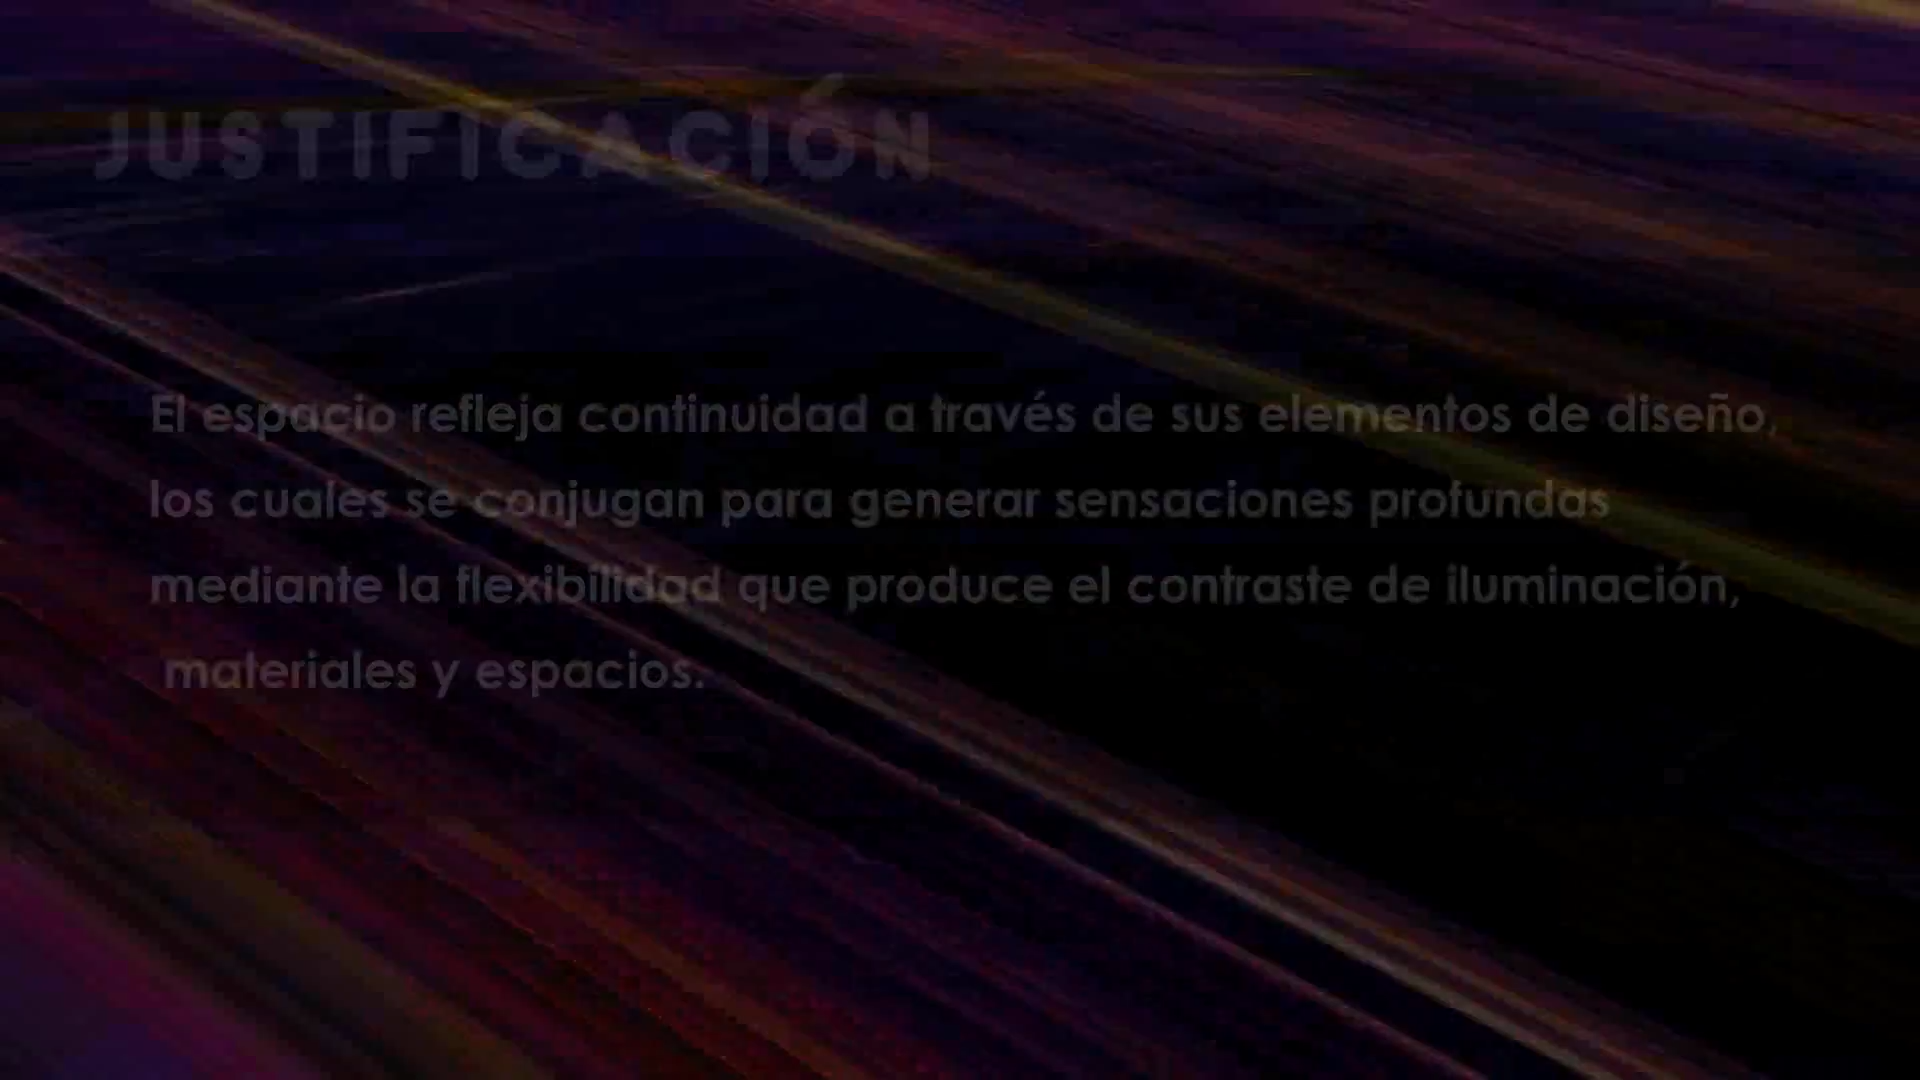 JUSTIFICACIÓN
El espacio refleja continuidad a través de sus elementos de diseño,
los cuales se conjugan para generar sensaciones profundas
mediante la flexibilidad que produce el contraste de iluminación,
materiales y espacios.